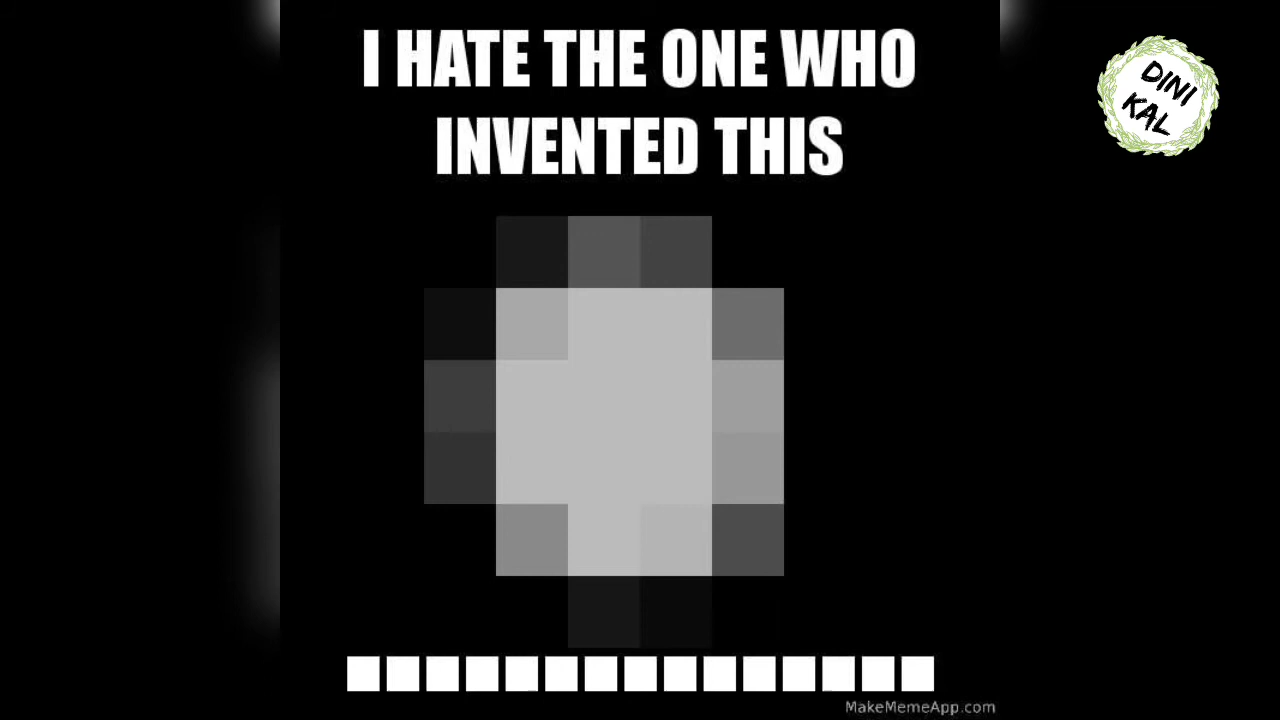 I HATE THE ONE WHO
INVENTED THIS
DINI
KAL
MakeMemeApp.com